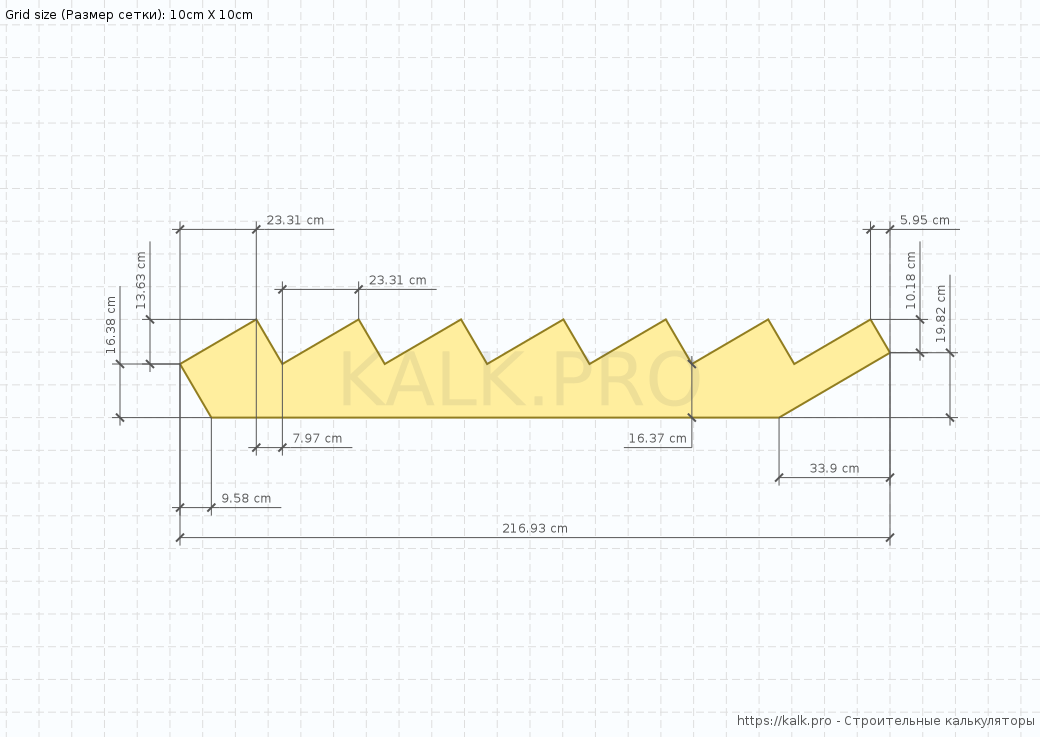 Grid size (Размер сетки): 10cm X 10cm
23.31 cm
5.95 cm
13.63 cm
23.31 cm
10.18 cm
16.38 cm
19.82 cm
KALK.PRO
7.97 cm
16.37 cm
33.9 cm
9.58 cm
216.93 cm
https://kalk.pro - Строительные калькуляторы